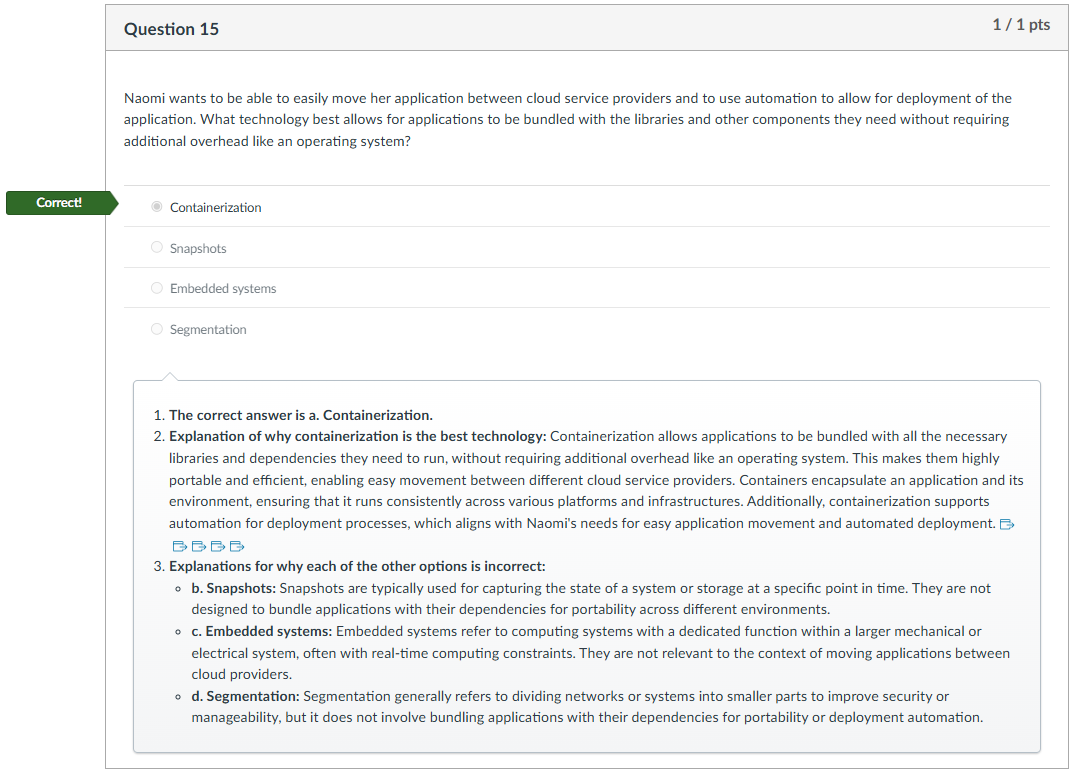 Question 15
1 / 1 pts
Naomi wants to be able to easily move her application between cloud service providers and to use automation to allow for deployment of the
application. What technology best allows for applications to be bundled with the libraries and other components they need without requiring
additional overhead like an operating system?
Correct!
Containerization
Snapshots
Embedded systems
Segmentation
1. The correct answer is a. Containerization.
2. Explanation of why containerization is the best technology: Containerization allows applications to be bundled with all the necessary
libraries and dependencies they need to run, without requiring additional overhead like an operating system. This makes them highly
portable and efficient, enabling easy movement between different cloud service providers. Containers encapsulate an application and its
environment, ensuring that it runs consistently across various platforms and infrastructures. Additionally, containerization supports
automation for deployment processes, which aligns with Naomi's needs for easy application movement and automated deployment.
3. Explanations for why each of the other options is incorrect:
b. Snapshots: Snapshots are typically used for capturing the state of a system or storage at a specific point in time. They are not
designed to bundle applications with their dependencies for portability across different environments.
c. Embedded systems: Embedded systems refer to computing systems with a dedicated function within a larger mechanical or
electrical system, often with real-time computing constraints. They are not relevant to the context of moving applications between
cloud providers.
d. Segmentation: Segmentation generally refers to dividing networks or systems into smaller parts to improve security or
manageability, but it does not involve bundling applications with their dependencies for portability or deployment automation.